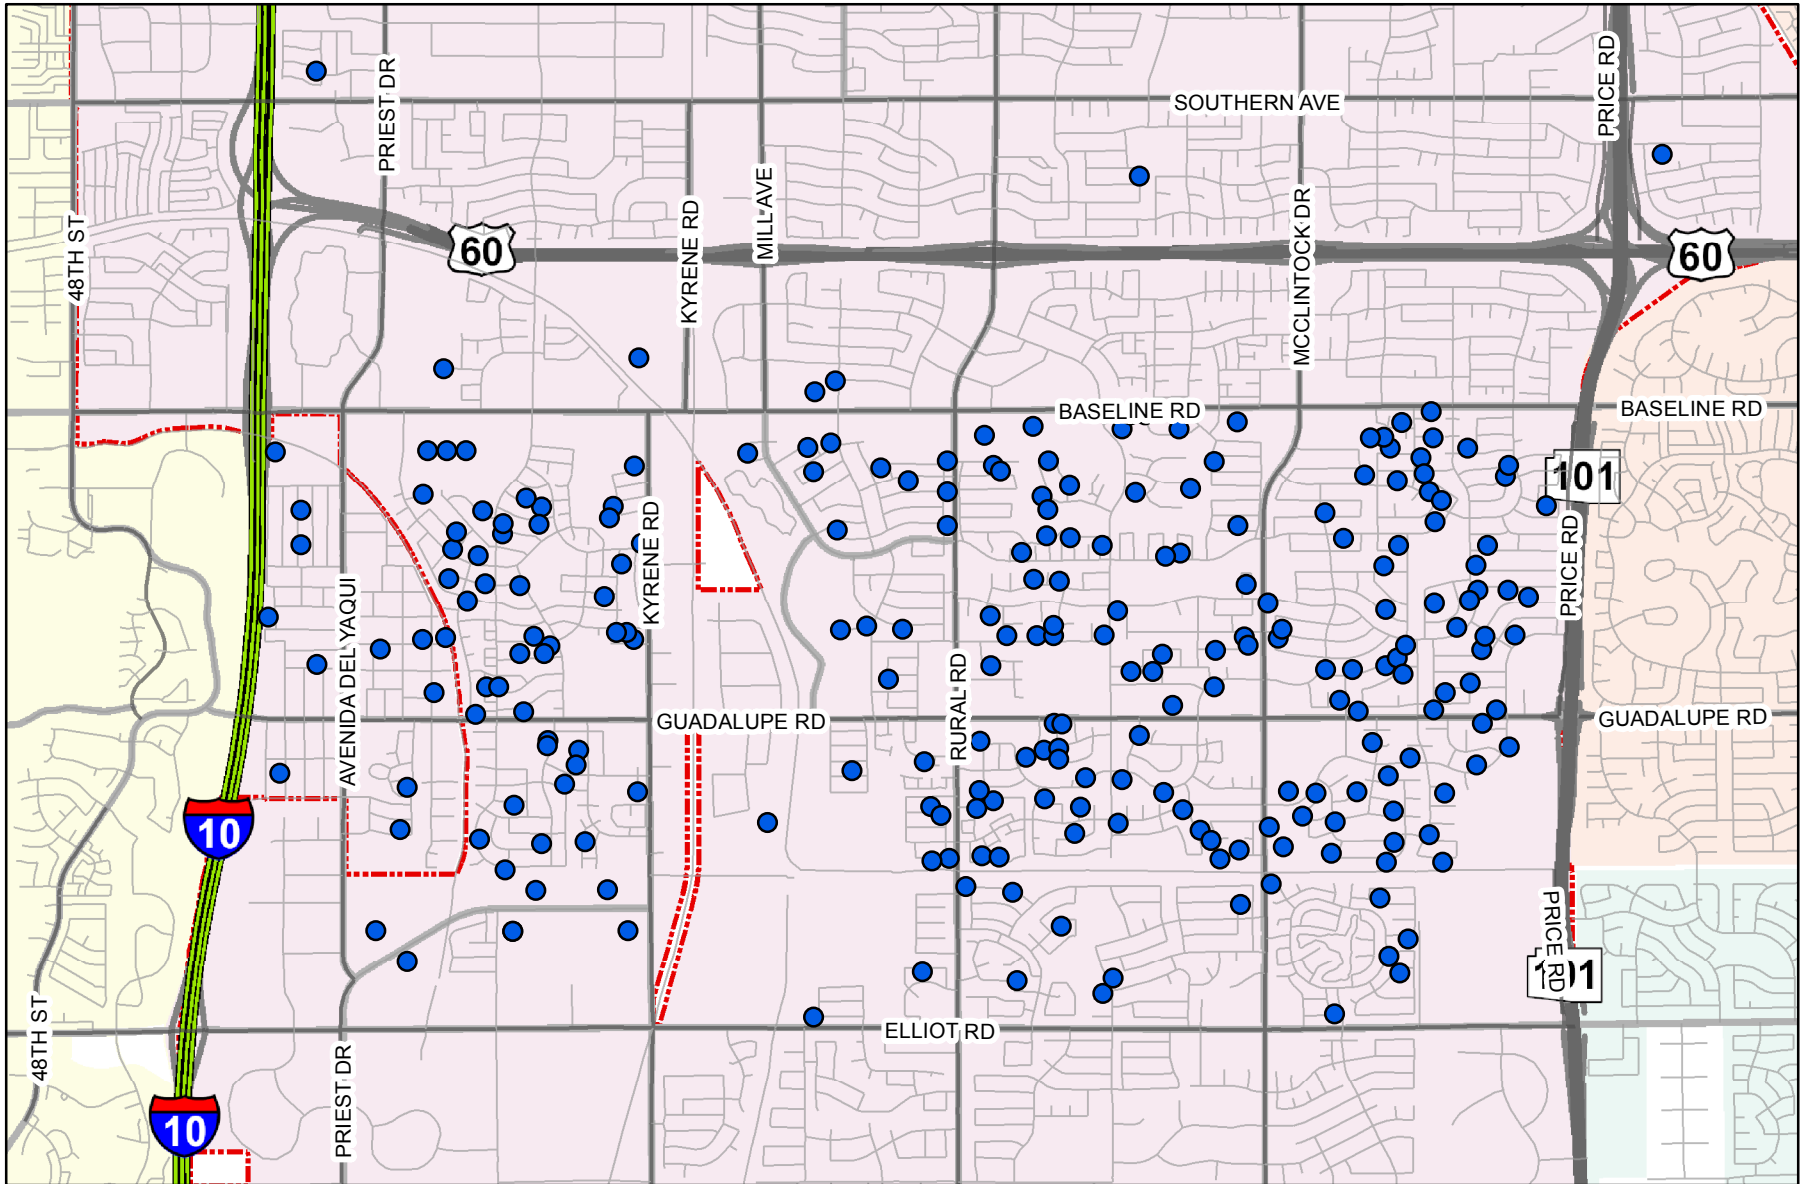 SOUTHERN AVE
PRICE RD
PRIEST DR
MILL AVE
KYRENE RD
48TH ST
MCCLINTOCK DR
60
60
BASELINE RD
BASELINE RD
101
KYRENE RD
PRICE RD
AVENIDA DEL YAQUI
RURAL RD
GUADALUPE RD
GUADALUPE RD
10
PRICE RD
101
48TH ST
ELLIOT RD
PRIEST DR
10